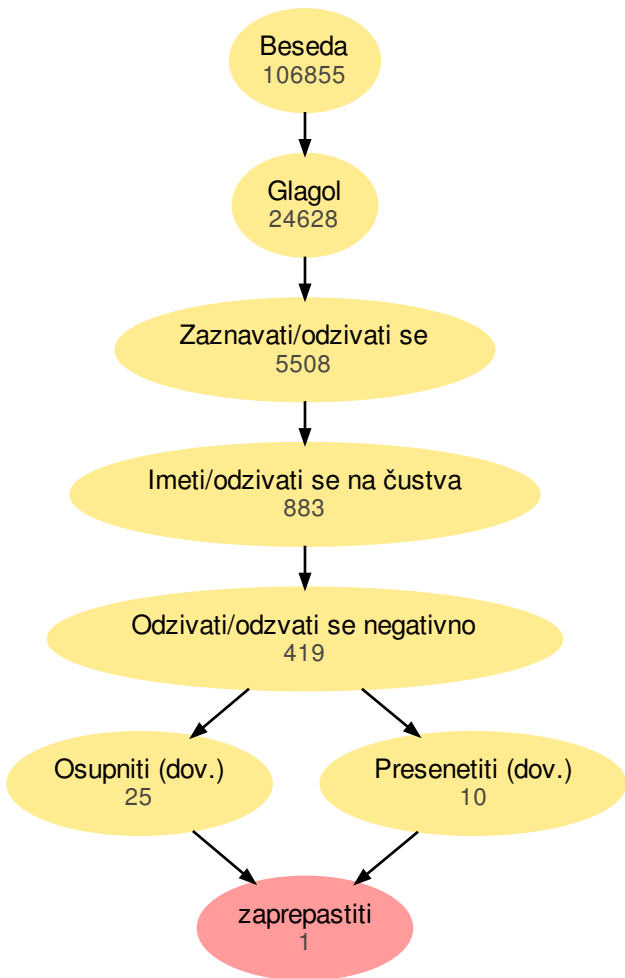 Beseda
106855
Glagol
24628
Zaznavati/odzivati se
5508
Imeti/odzivati se na čustva
883
Odzivati/odzvati se negativno
419
Osupniti (dov.)
25
Presenetiti (dov.)
10
zaprepastiti
1